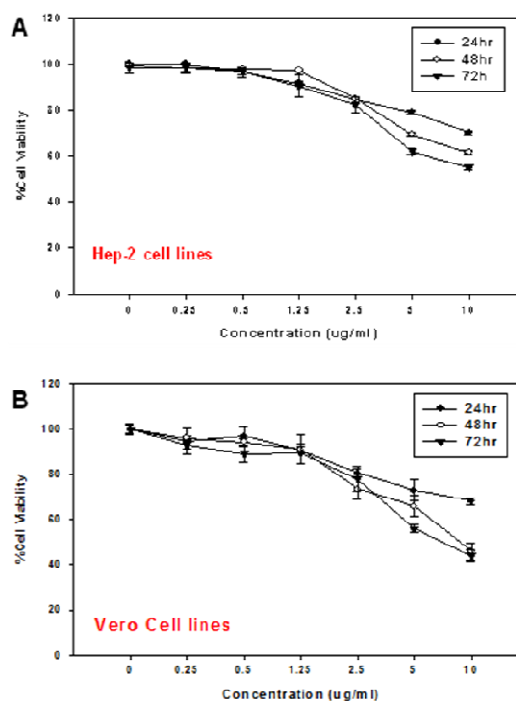 A
120
100
80
60
40
20
0
%Cell Viability
24hr
48hr
72h
Hep-2 cell lines
0 0.25 0.5 1.25 2.5 5 10
Concentration (ug/ml)
B
120
100
80
60
40
20
0
%Cell Viability
24hr
48hr
72hr
Vero Cell lines
0 0.25 0.5 1.25 2.5 5 10
Concentration (ug/ml)